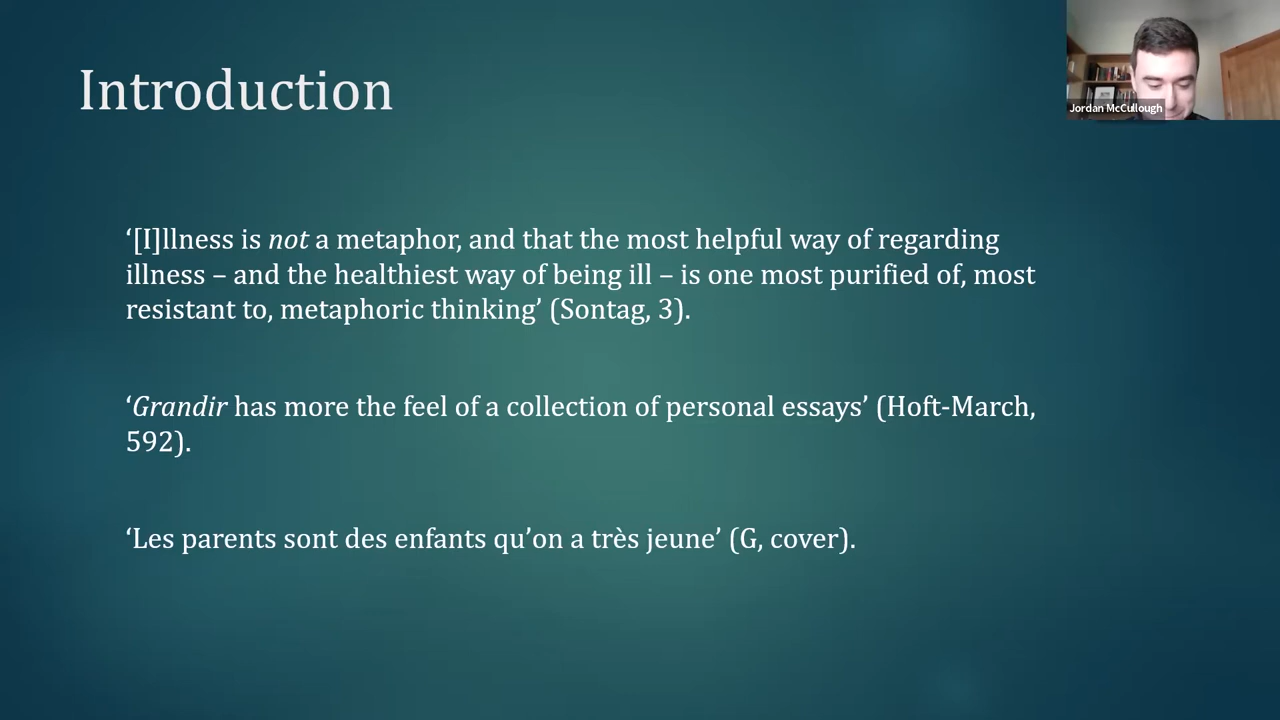 Introduction
Jordan McCullough
‘[I]llness is not a metaphor, and that the most helpful way of regarding
illness – and the healthiest way of being ill – is one most purified of, most
resistant to, metaphoric thinking’ (Sontag, 3).
‘Grandir has more the feel of a collection of personal essays’ (Hoft-March,
592).
‘Les parents sont des enfants qu’on a très jeune’ (G, cover).